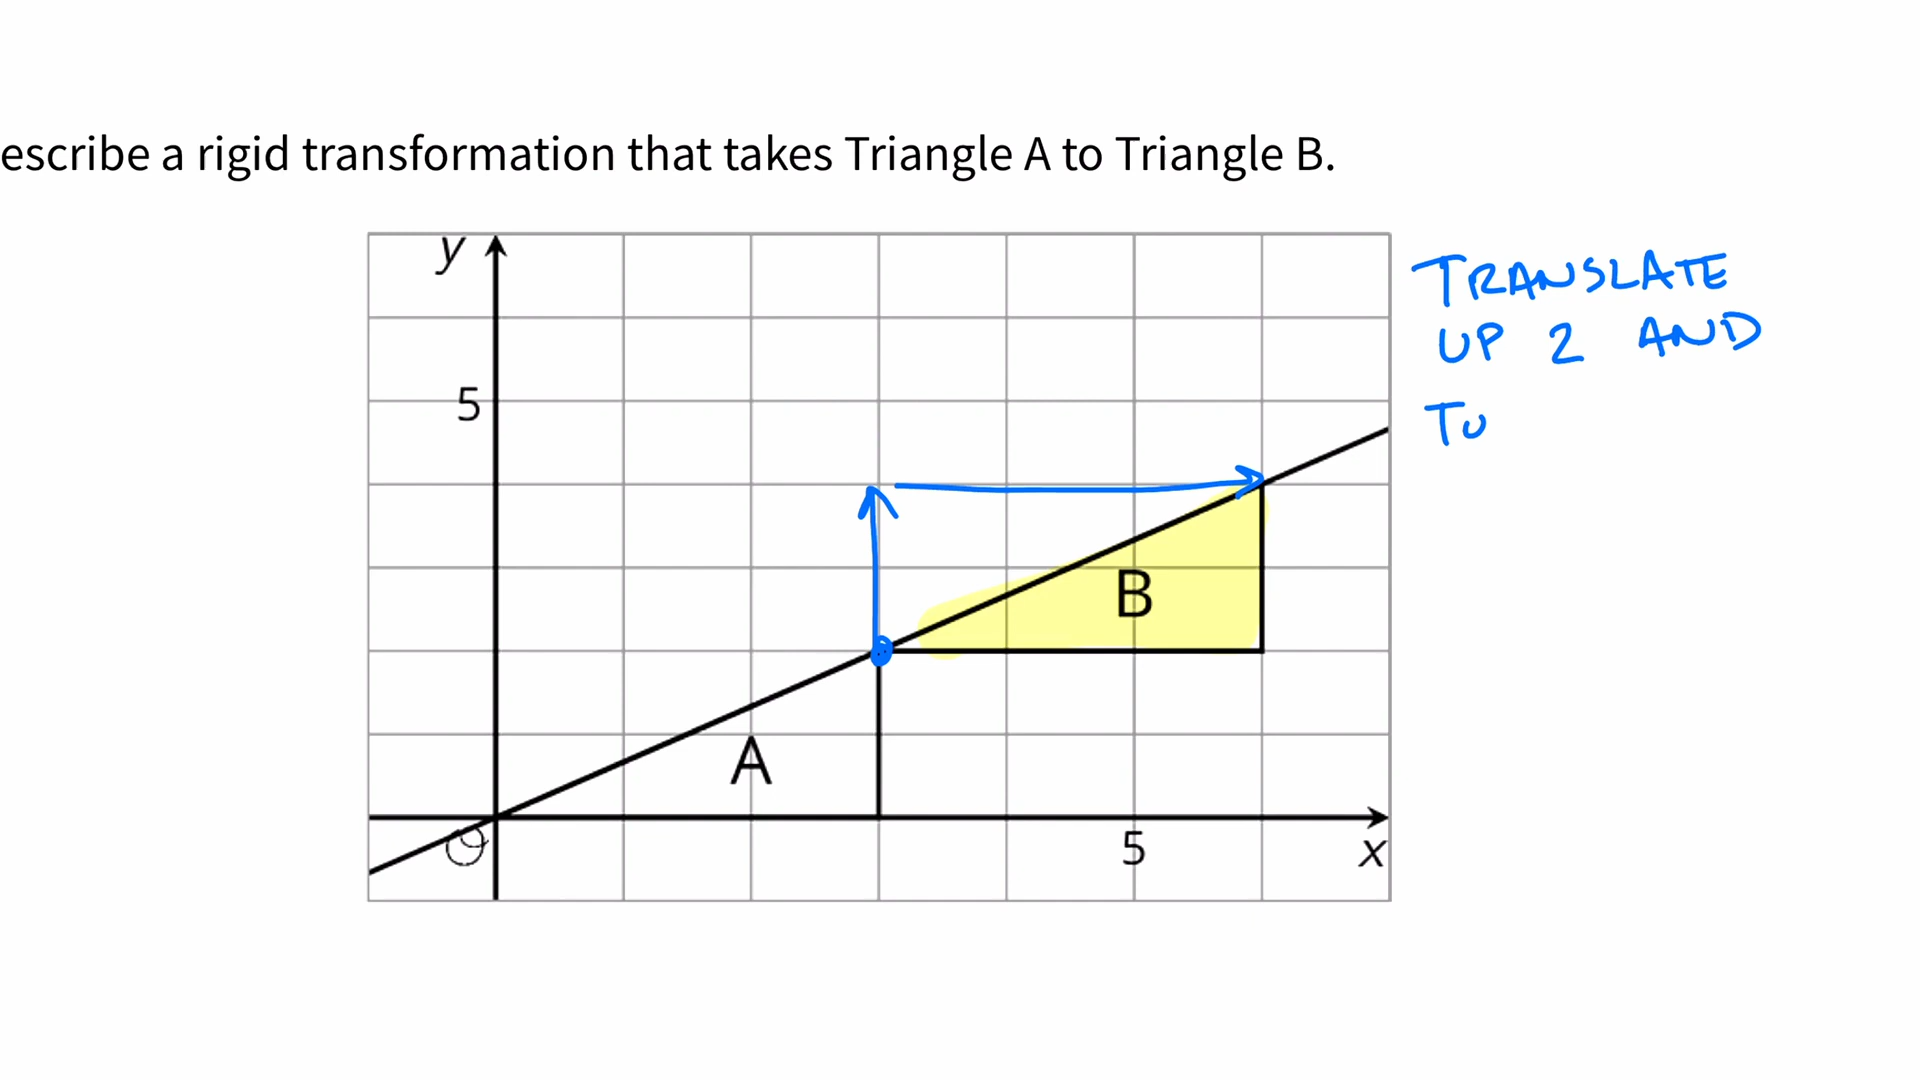 escribe a rigid transformation that takes Triangle A to Triangle B.
y
TRANSLATE
UP 2 AND
5
TO
B
A
O
5
x